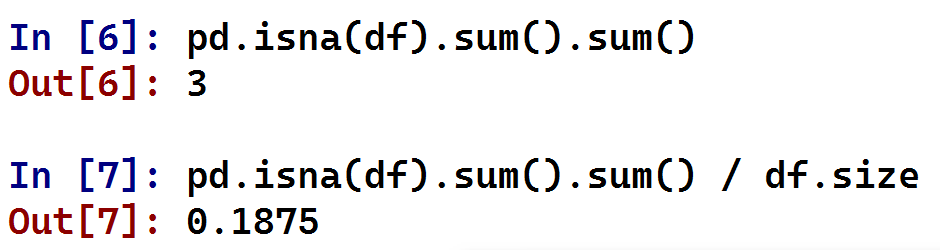 In [6]: pd.isna(df).sum().sum()
Out[6]: 3
In [7]: pd.isna(df).sum().sum() / df.size
Out[7]: 0.1875